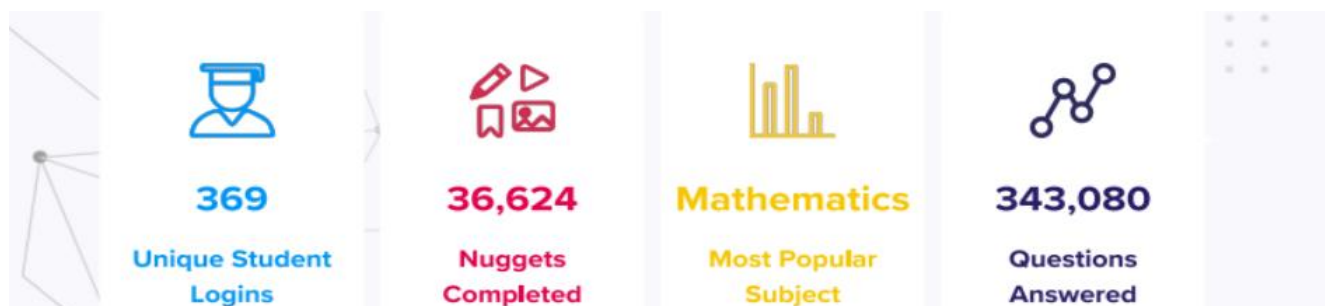 369
Unique Student
Logins
36,624
Nuggets
Completed
Mathematics
Most Popular
Subject
343,080
Questions
Answered